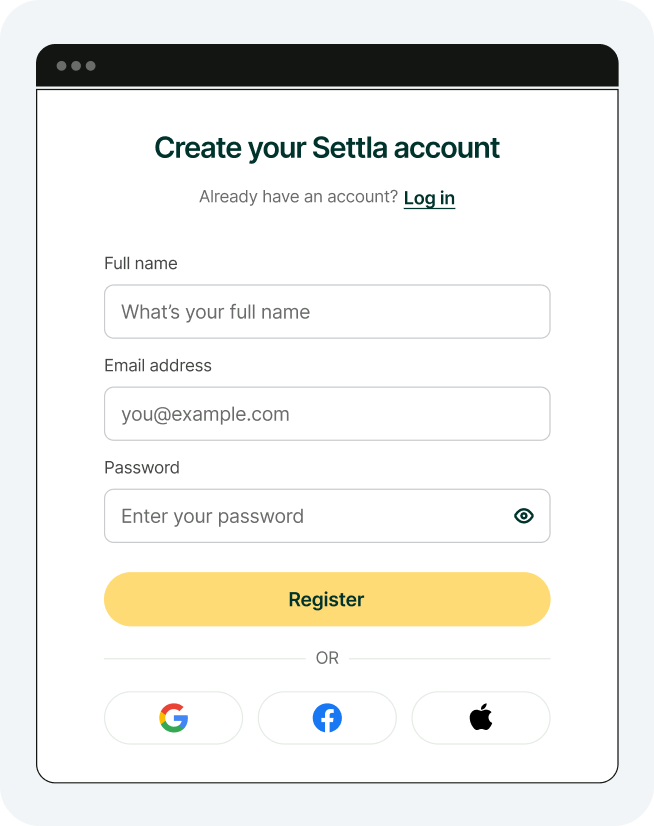 Create your Settla account
Already have an account? Log in
Full name
What's your full name
Email address
you@example.com
Password
Enter your password
Register
OR